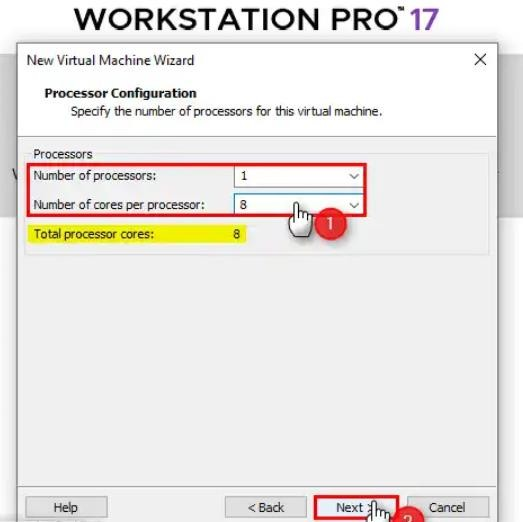 WORKSTATION PRO™ 17
New Virtual Machine Wizard
Processor Configuration
Specify the number of processors for this virtual machine.
Processors
Number of processors: 1
Number of cores per processor: 8
1
Total processor cores: 8
Help < Back Next > Cancel
2